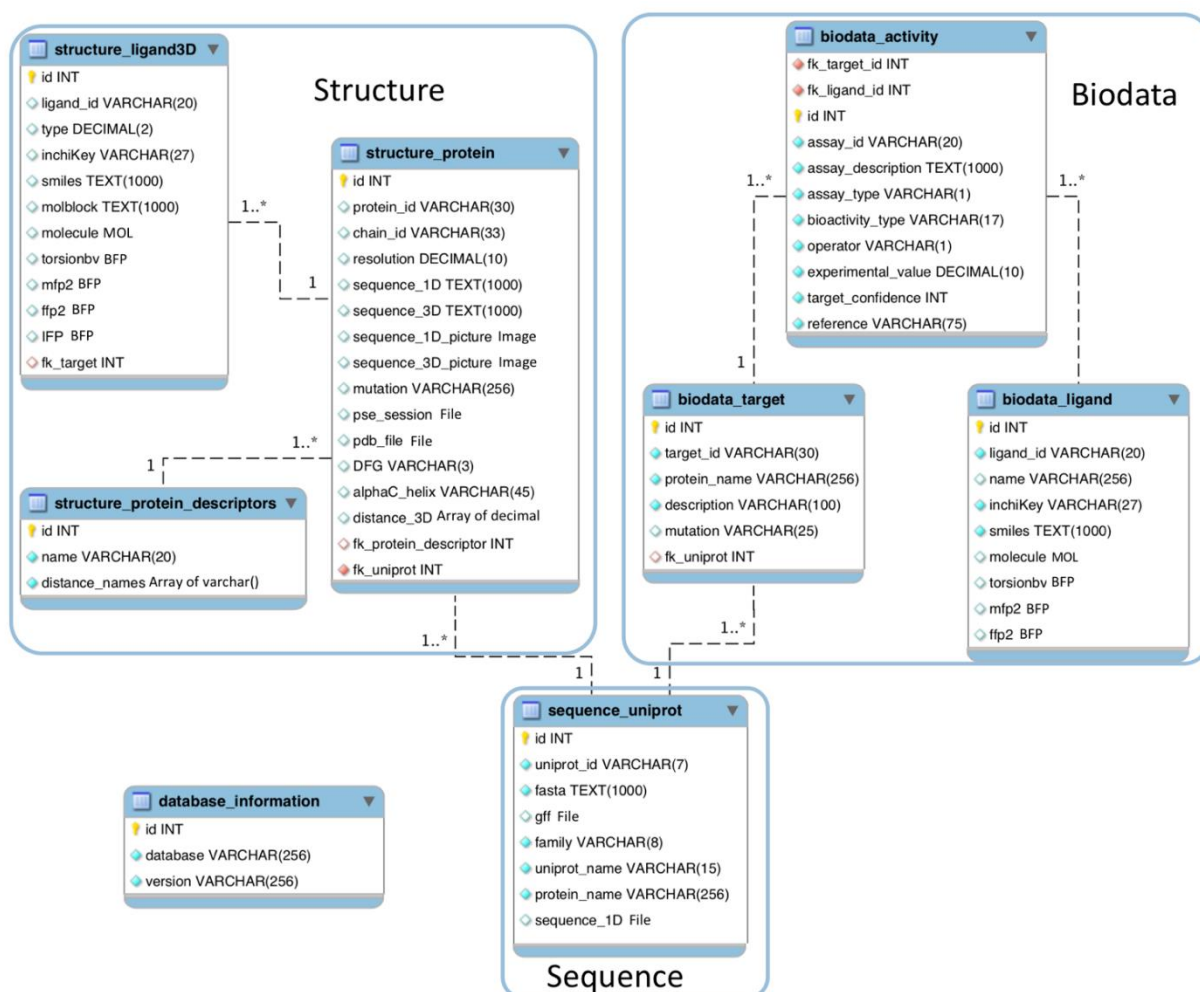 structure_ligand3D
id INT
ligand_id VARCHAR(20)
type DECIMAL(2)
inchiKey VARCHAR(27)
smiles TEXT(1000)
molblock TEXT(1000)
molecule MOL
torsionbv BFP
mfp2 BFP
ffp2 BFP
IFP BFP
fk_target INT
Structure
1..*
1
structure_protein
id INT
protein_id VARCHAR(30)
chain_id VARCHAR(33)
resolution DECIMAL(10)
sequence_1D TEXT(1000)
sequence_3D TEXT(1000)
sequence_1D_picture Image
sequence_3D_picture Image
mutation VARCHAR(256)
pse_session File
pdb_file File
DFG VARCHAR(3)
alphaC_helix VARCHAR(45)
distance_3D Array of decimal
fk_protein_descriptor INT
fk_uniprot INT
1..*
1
structure_protein_descriptors
id INT
name VARCHAR(20)
distance_names Array of varchar()
biodata_activity
fk_target_id INT
fk_ligand_id INT
id INT
assay_id VARCHAR(20)
assay_description TEXT(1000)
assay_type VARCHAR(1)
bioactivity_type VARCHAR(17)
operator VARCHAR(1)
experimental_value DECIMAL(10)
target_confidence INT
reference VARCHAR(75)
Biodata
1..*
1..*
1
biodata_target
id INT
target_id VARCHAR(30)
protein_name VARCHAR(256)
description VARCHAR(100)
mutation VARCHAR(25)
fk_uniprot INT
biodata_ligand
id INT
ligand_id VARCHAR(20)
name VARCHAR(256)
inchiKey VARCHAR(27)
smiles TEXT(1000)
molecule MOL
torsionbv BFP
mfp2 BFP
ffp2 BFP
1..*
1
1..*
1
sequence_uniprot
id INT
uniprot_id VARCHAR(7)
fasta TEXT(1000)
gff File
family VARCHAR(8)
uniprot_name VARCHAR(15)
protein_name VARCHAR(256)
sequence_1D File
Sequence
database_information
id INT
database VARCHAR(256)
version VARCHAR(256)